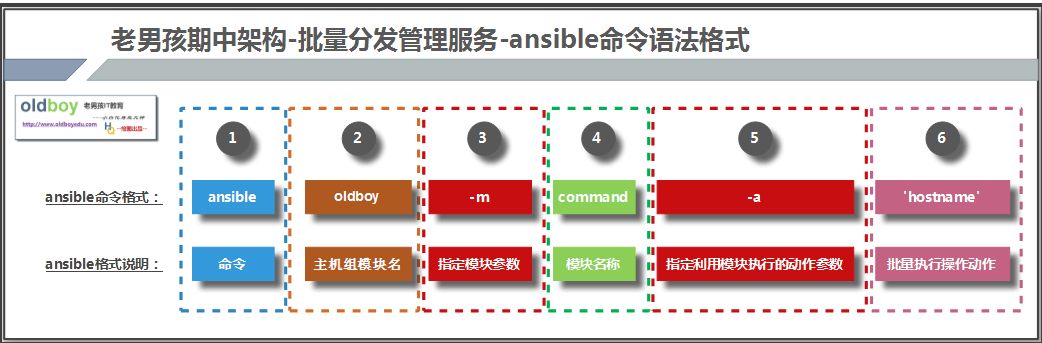 老男孩期中架构-批量分发管理服务-ansible命令语法格式
oldboy 老男孩IT教育
http://www.oldboyedu.com
HQ --绘图出品--
1 2 3 4 5 6
ansible命令格式： ansible oldboy -m command -a 'hostname'
ansible格式说明： 命令 主机组模块名 指定模块参数 模块名称 指定利用模块执行的动作参数 批量执行操作动作